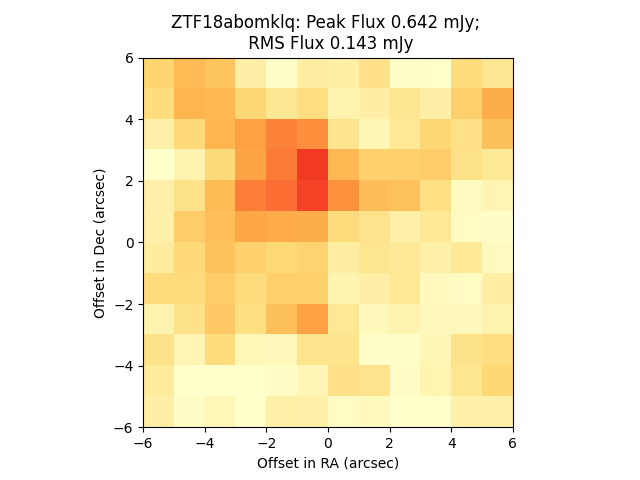 ZTF18abomklq: Peak Flux 0.642 mJy;
RMS Flux 0.143 mJy
6
4
2
0
−2
−4
−6
Offset in Dec (arcsec)
−6 −4 −2 0 2 4 6
Offset in RA (arcsec)